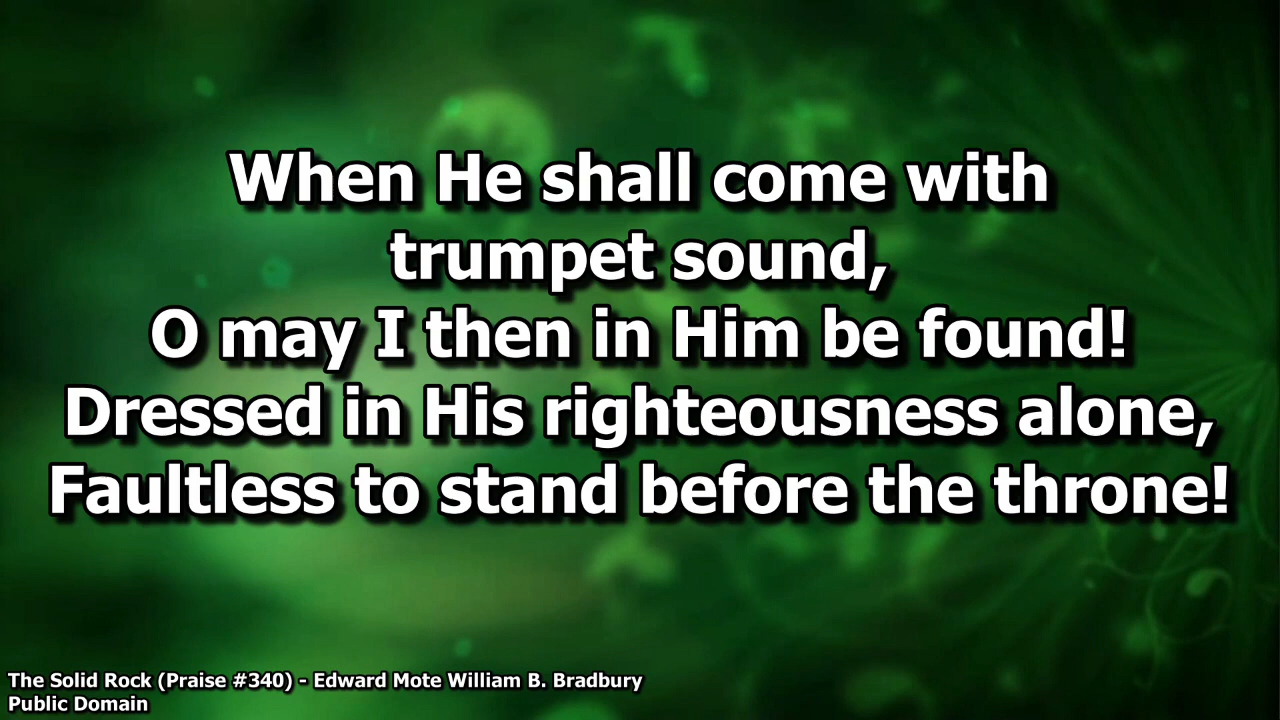 When He shall come with
trumpet sound,
O may I then in Him be found!
Dressed in His righteousness alone,
Faultless to stand before the throne!
The Solid Rock (Praise #340) - Edward Mote William B. Bradbury
Public Domain